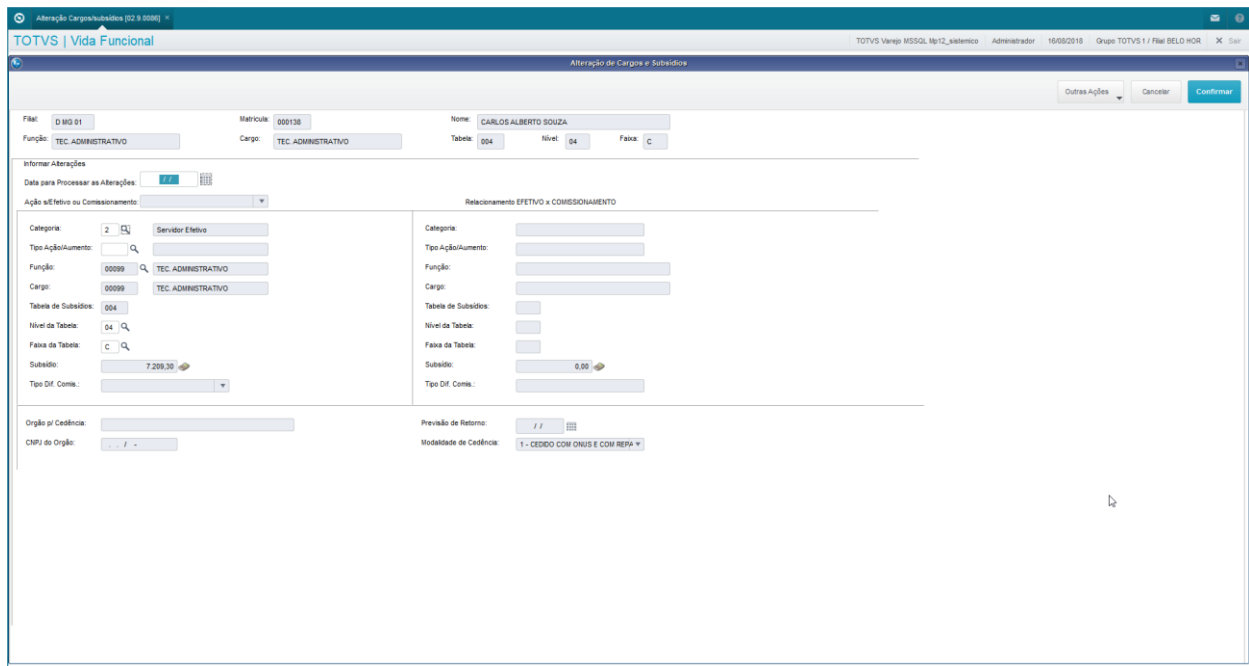 Alteração Cargos/subsídios [02.9.0086] ×
TOTVS | Vida Funcional
TOTVS Varejo MSSQL Mp12_sistemico Administrador 16/08/2018 Grupo TOTVS 1 / Filial BELO HOR X Sair
Alteração de Cargos e Subsídios
Outras Ações Cancelar Confirmar
Filial: D MG 01 Matrícula: 000138 Nome: CARLOS ALBERTO SOUZA
Função: TEC. ADMINISTRATIVO Cargo: TEC. ADMINISTRATIVO Tabela: 004 Nível: 04 Faixa: C
Informar Alterações
Data para Processar as Alterações: / /
Ação s/Efetivo ou Comissionamento: Relacionamento EFETIVO x COMISSIONAMENTO
Categoria: 2 Servidor Efetivo Categoria:
Tipo Ação/Aumento: Tipo Ação/Aumento:
Função: 00099 TEC. ADMINISTRATIVO Função:
Cargo: 00099 TEC. ADMINISTRATIVO Cargo:
Tabela de Subsídios: 004 Tabela de Subsídios:
Nível da Tabela: 04 Nível da Tabela:
Faixa da Tabela: C Faixa da Tabela:
Subsídio: 7.209,30 Subsídio: 0,00
Tipo Dif. Comis.: Tipo Dif. Comis.:
Orgão p/ Cedência: Previsão de Retorno: / /
CNPJ do Orgão: . . / - Modalidade de Cedência: 1 - CEDIDO COM ONUS E COM REPA